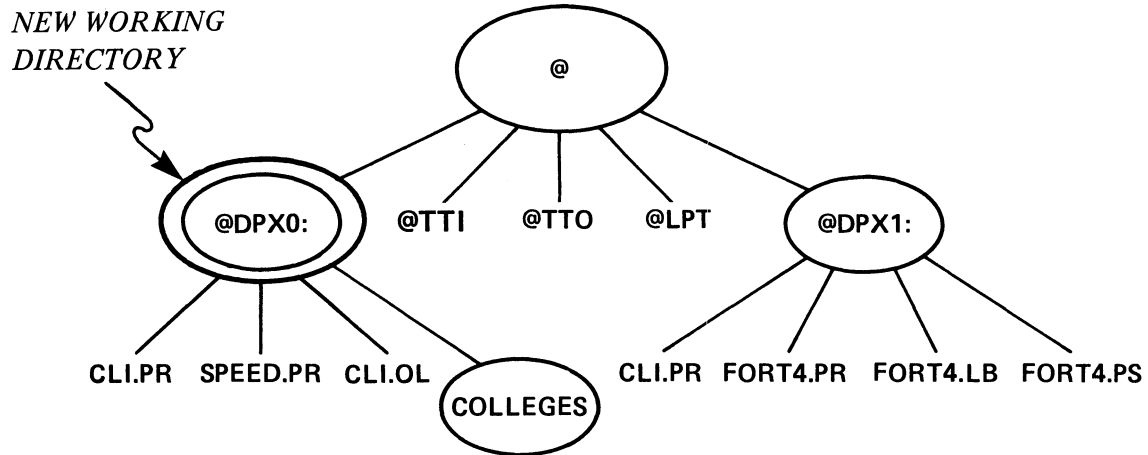 NEW WORKING
DIRECTORY
@
@DPX0:
@TTI
@TTO
@LPT
@DPX1:
CLI.PR
SPEED.PR
CLI.OL
COLLEGES
CLI.PR
FORT4.PR
FORT4.LB
FORT4.PS